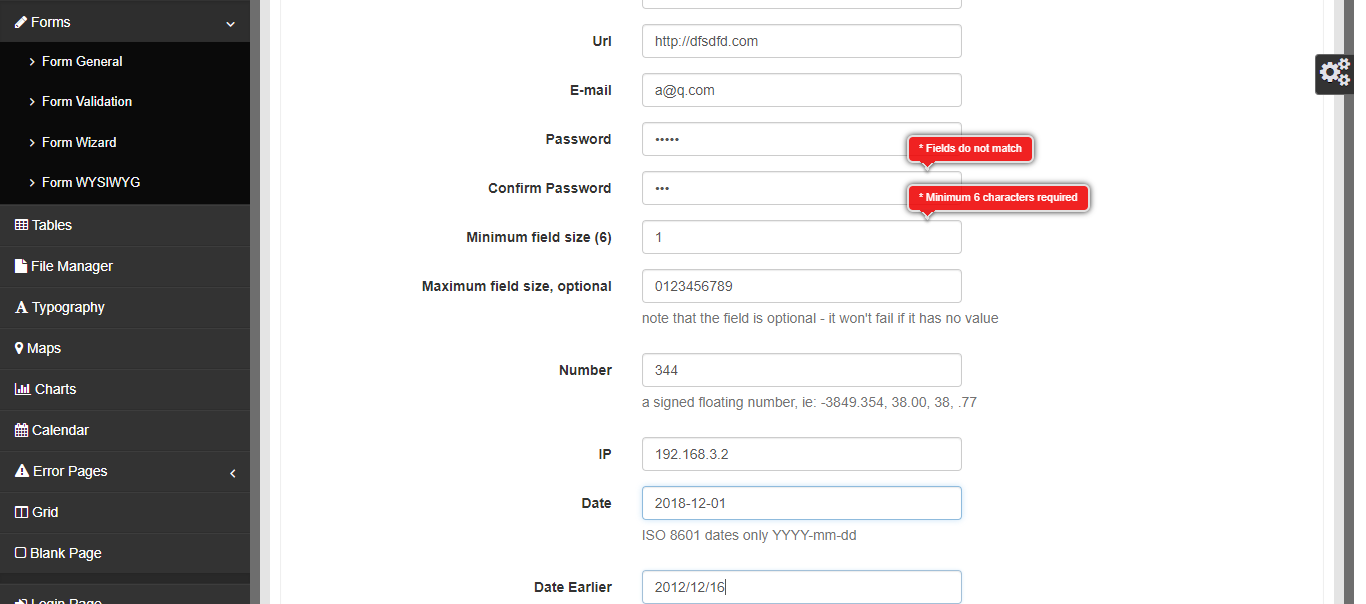 Forms
Form General
Form Validation
Form Wizard
Form WYSIWYG
Tables
File Manager
Typography
Maps
Charts
Calendar
Error Pages
Grid
Blank Page
Login Page
Url
http://dfsdfd.com
E-mail
a@q.com
Password
•••••
* Fields do not match
Confirm Password
•••
* Minimum 6 characters required
Minimum field size (6)
1
Maximum field size, optional
0123456789
note that the field is optional - it won't fail if it has no value
Number
344
a signed floating number, ie: -3849.354, 38.00, 38, .77
IP
192.168.3.2
Date
2018-12-01
ISO 8601 dates only YYYY-mm-dd
Date Earlier
2012/12/16